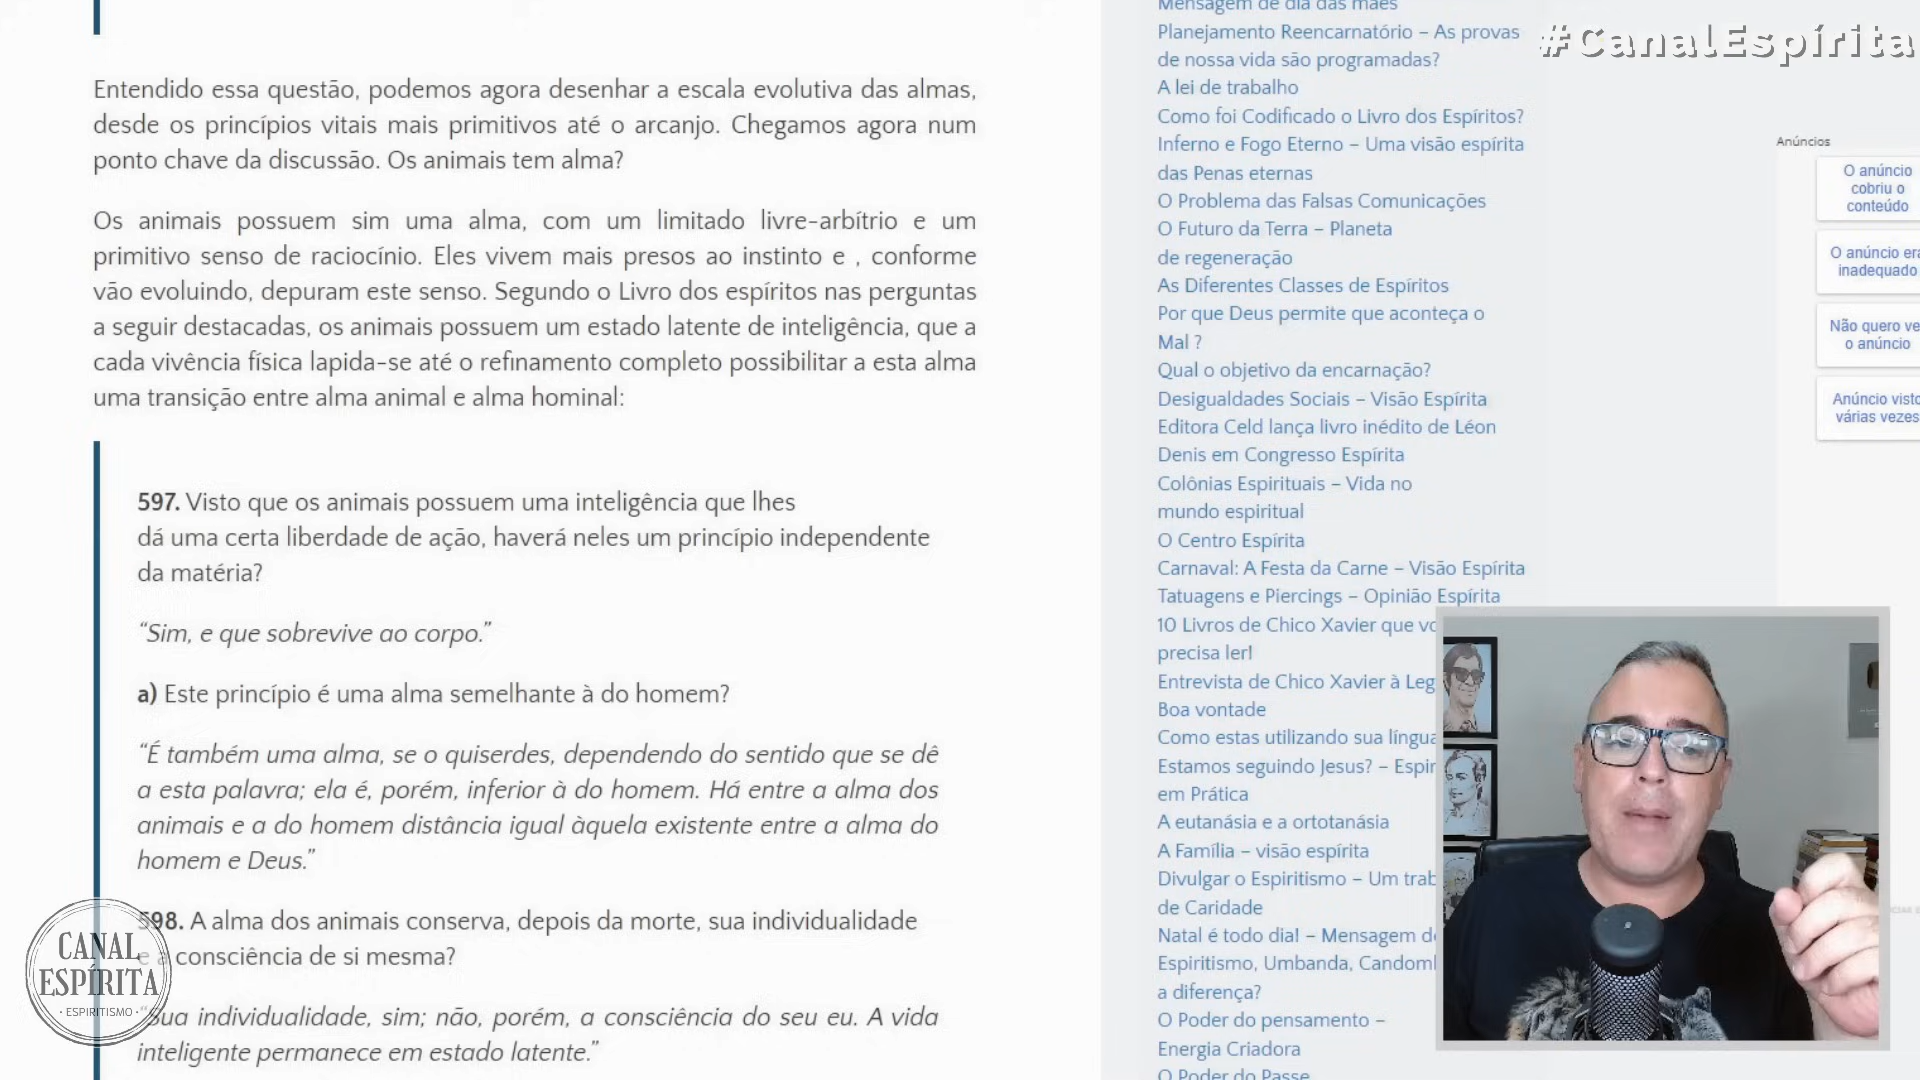 Entendido essa questão, podemos agora desenhar a escala evolutiva das almas,
desde os princípios vitais mais primitivos até o arcanjo. Chegamos agora num
ponto chave da discussão. Os animais tem alma?
Os animais possuem sim uma alma, com um limitado livre-arbítrio e um
primitivo senso de raciocínio. Eles vivem mais presos ao instinto e , conforme
vão evoluindo, depuram este senso. Segundo o Livro dos espíritos nas perguntas
a seguir destacadas, os animais possuem um estado latente de inteligência, que a
cada vivência física lapida-se até o refinamento completo possibilitar a esta alma
uma transição entre alma animal e alma hominal:
597. Visto que os animais possuem uma inteligência que lhes
dá uma certa liberdade de ação, haverá neles um princípio independente
da matéria?
“Sim, e que sobrevive ao corpo.”
a) Este princípio é uma alma semelhante à do homem?
“É também uma alma, se o quiserdes, dependendo do sentido que se dê
a esta palavra; ela é, porém, inferior à do homem. Há entre a alma dos
animais e a do homem distância igual àquela existente entre a alma do
homem e Deus.”
598. A alma dos animais conserva, depois da morte, sua individualidade
e a consciência de si mesma?
“Sua individualidade, sim; não, porém, a consciência do seu eu. A vida
inteligente permanece em estado latente.”
CANAL
ESPÍRITA
· ESPIRITISMO ·
Mensagem de dia das mães
Planejamento Reencarnatório – As provas
de nossa vida são programadas?
A lei de trabalho
Como foi Codificado o Livro dos Espíritos?
Inferno e Fogo Eterno – Uma visão espírita
das Penas eternas
O Problema das Falsas Comunicações
O Futuro da Terra – Planeta
de regeneração
As Diferentes Classes de Espíritos
Por que Deus permite que aconteça o
Mal ?
Qual o objetivo da encarnação?
Desigualdades Sociais – Visão Espírita
Editora Celd lança livro inédito de Léon
Denis em Congresso Espírita
Colônias Espirituais – Vida no
mundo espiritual
O Centro Espírita
Carnaval: A Festa da Carne – Visão Espírita
Tatuagens e Piercings – Opinião Espírita
10 Livros de Chico Xavier que vo
precisa ler!
Entrevista de Chico Xavier à Leg
Boa vontade
Como estas utilizando sua língua
Estamos seguindo Jesus? – Espir
em Prática
A eutanásia e a ortotanásia
A Família – visão espírita
Divulgar o Espiritismo – Um trab
de Caridade
Natal é todo dia! – Mensagem de
Espiritismo, Umbanda, Candoml
a diferença?
O Poder do pensamento –
Energia Criadora
O Poder do Passe
#CanalEspírita
Anúncios
O anúncio
cobriu o
conteúdo
O anúncio era
inadequado
Não quero ve
o anúncio
Anúncio visto
várias vezes